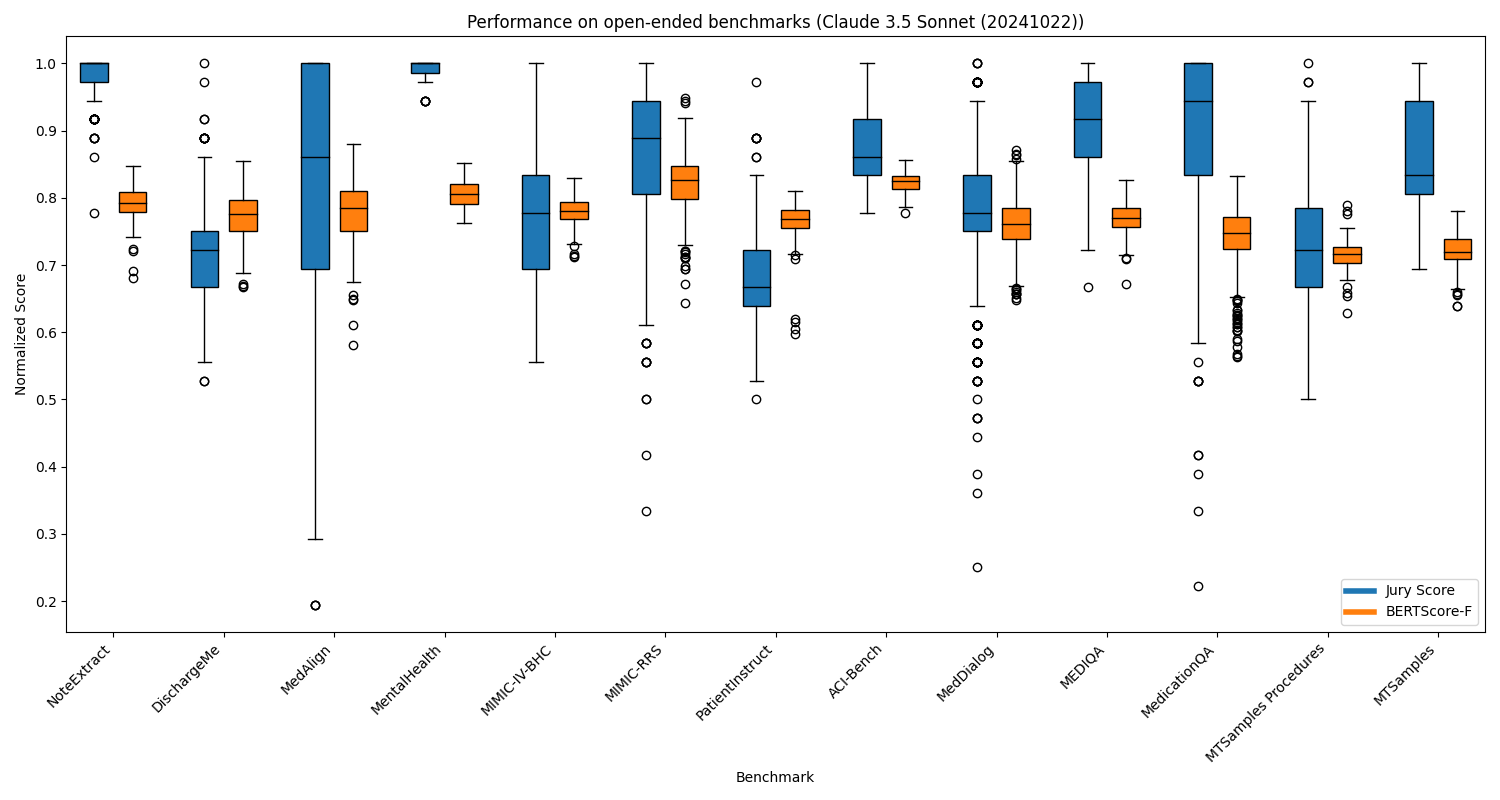 Performance on open-ended benchmarks (Claude 3.5 Sonnet (20241022))
Normalized Score
1.0
0.9
0.8
0.7
0.6
0.5
0.4
0.3
0.2
Jury Score
BERTScore-F
NoteExtract
DischargeMe
MedAlign
MentalHealth
MIMIC-IV-BHC
MIMIC-RRS
PatientInstruct
ACI-Bench
MedDialog
MEDIQA
MedicationQA
MTSamples Procedures
MTSamples
Benchmark